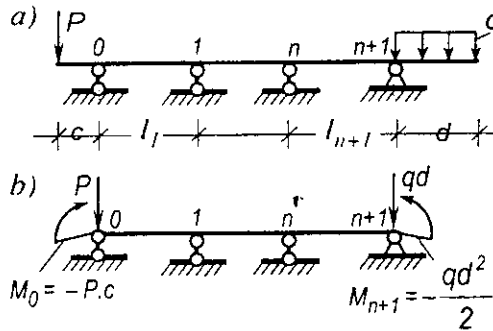 a)
P
0 1 n n+1 q
c l₁ lₙ₊₁ d
b)
P qd
0 1 n n+1
M₀ = -P.c
Mₙ₊₁ = -qd²/2